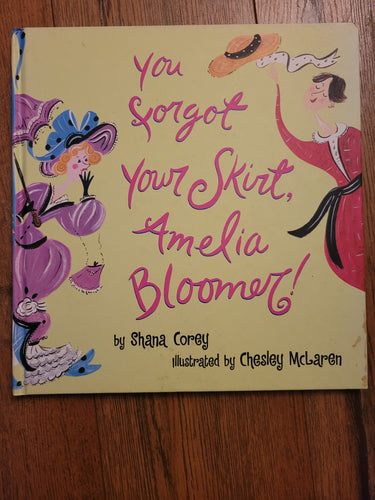 You
Forgot
Your Skirt,
Amelia
Bloomer!
by Shana Corey
illustrated by Chesley McLaren